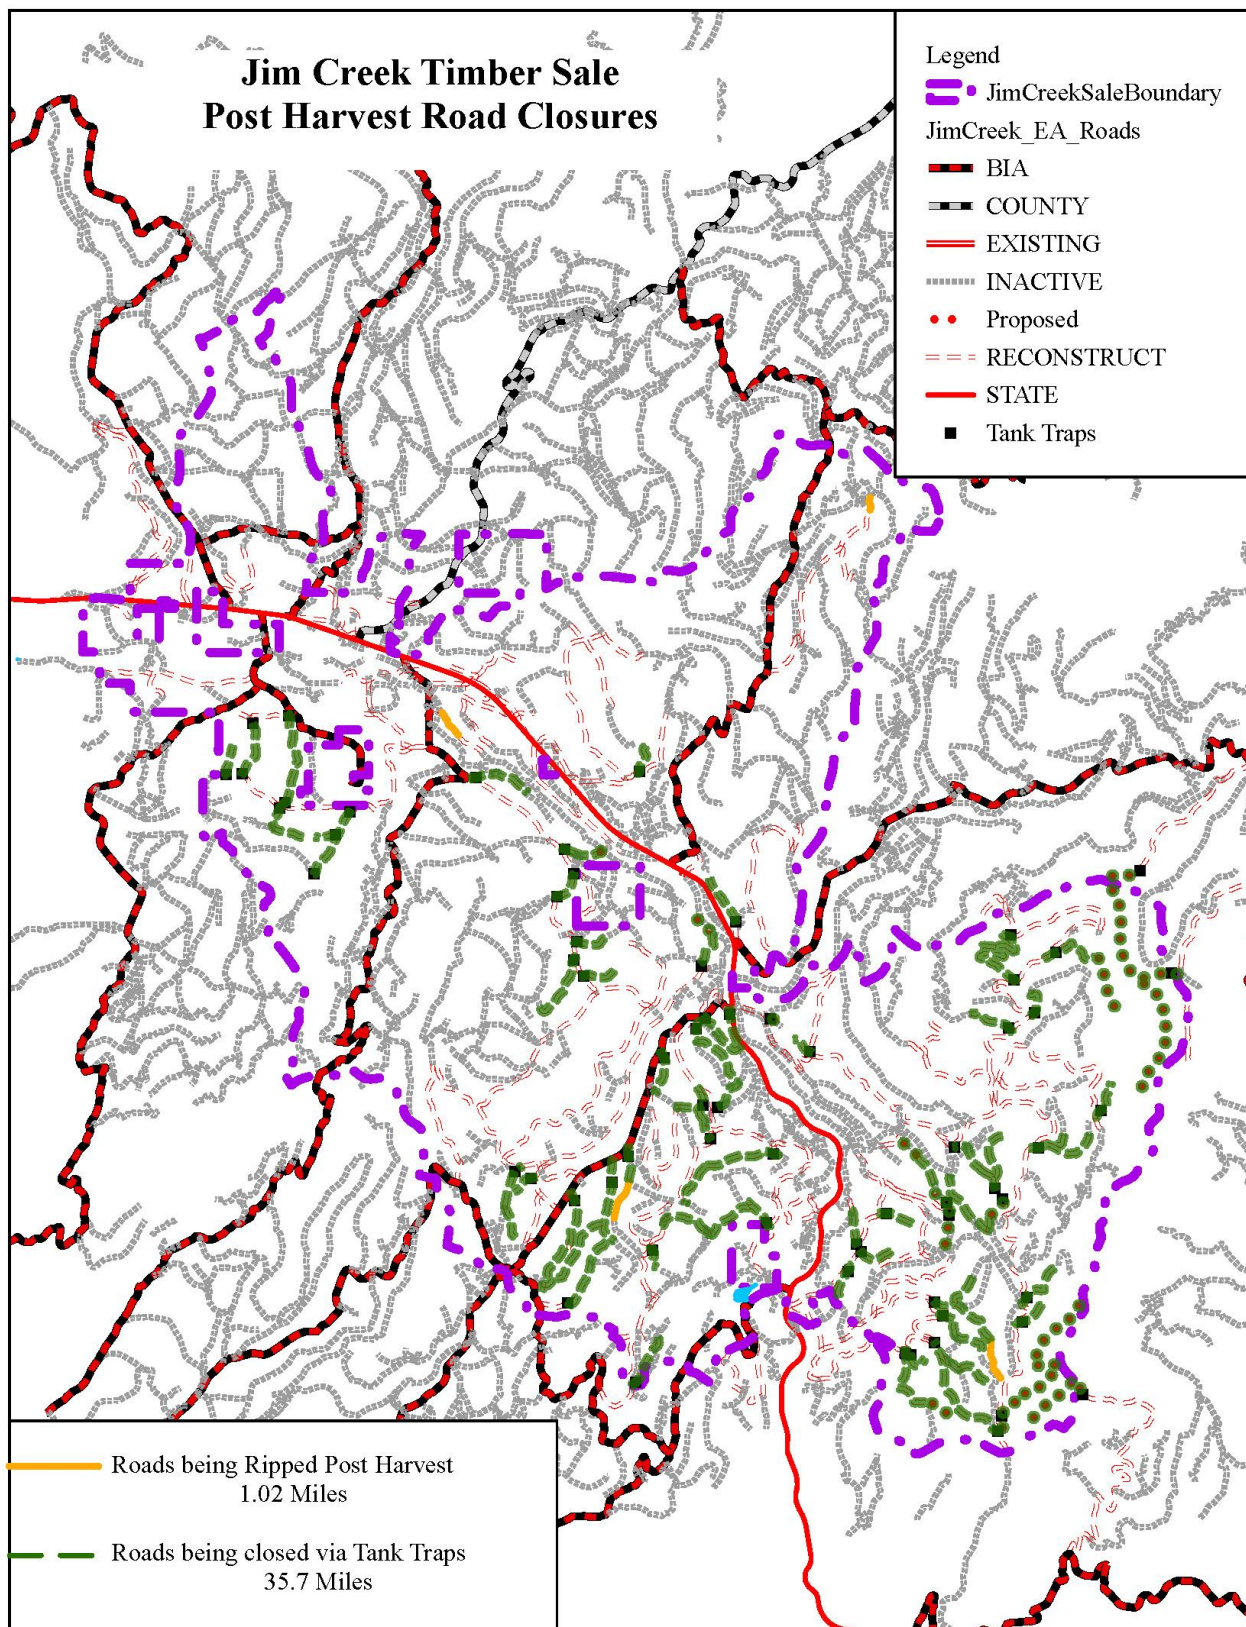 Jim Creek Timber Sale
Post Harvest Road Closures
Legend
JimCreekSaleBoundary
JimCreek_EA_Roads
BIA
COUNTY
EXISTING
INACTIVE
Proposed
RECONSTRUCT
STATE
Tank Traps
Roads being Ripped Post Harvest
1.02 Miles
Roads being closed via Tank Traps
35.7 Miles